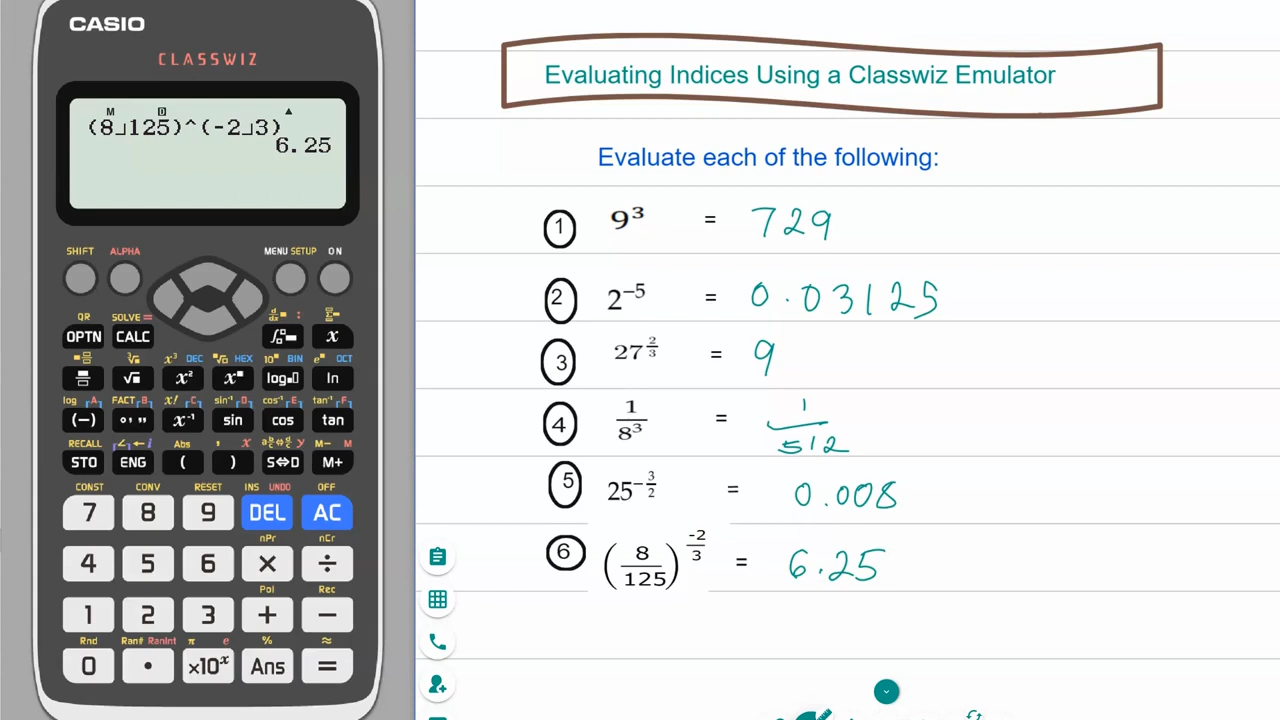 CASIO
CLASSWIZ
M D ▲
(8⌟125)^(-2⌟3)
6.25
SHIFT ALPHA MENU SETUP ON
QR SOLVE = d/dx :
OPTN CALC ∫ x
x³ DEC ³√ HEX 10■ BIN e■ OCT
√■ x² x■ log ln
log A FACT B x! C sin⁻¹ D cos⁻¹ E tan⁻¹ F
(−) ° ’ ” x⁻¹ sin cos tan
RECALL ∠ ← i Abs , x y M− M
STO ENG ( ) S⇔D M+
CONST CONV RESET INS UNDO OFF
7 8 9 DEL AC
nPr nCr
4 5 6 × ÷
Pol Rec
1 2 3 + −
Rnd Ran# RanInt π e % ≈
0 • ×10ˣ Ans =
Evaluating Indices Using a Classwiz Emulator
Evaluate each of the following:
1 9³ = 729
2 2⁻⁵ = 0.03125
3 27^(2/3) = 9
4 1/8³ = 1/512
5 25^(-3/2) = 0.008
6 (8/125)^(-2/3) = 6.25